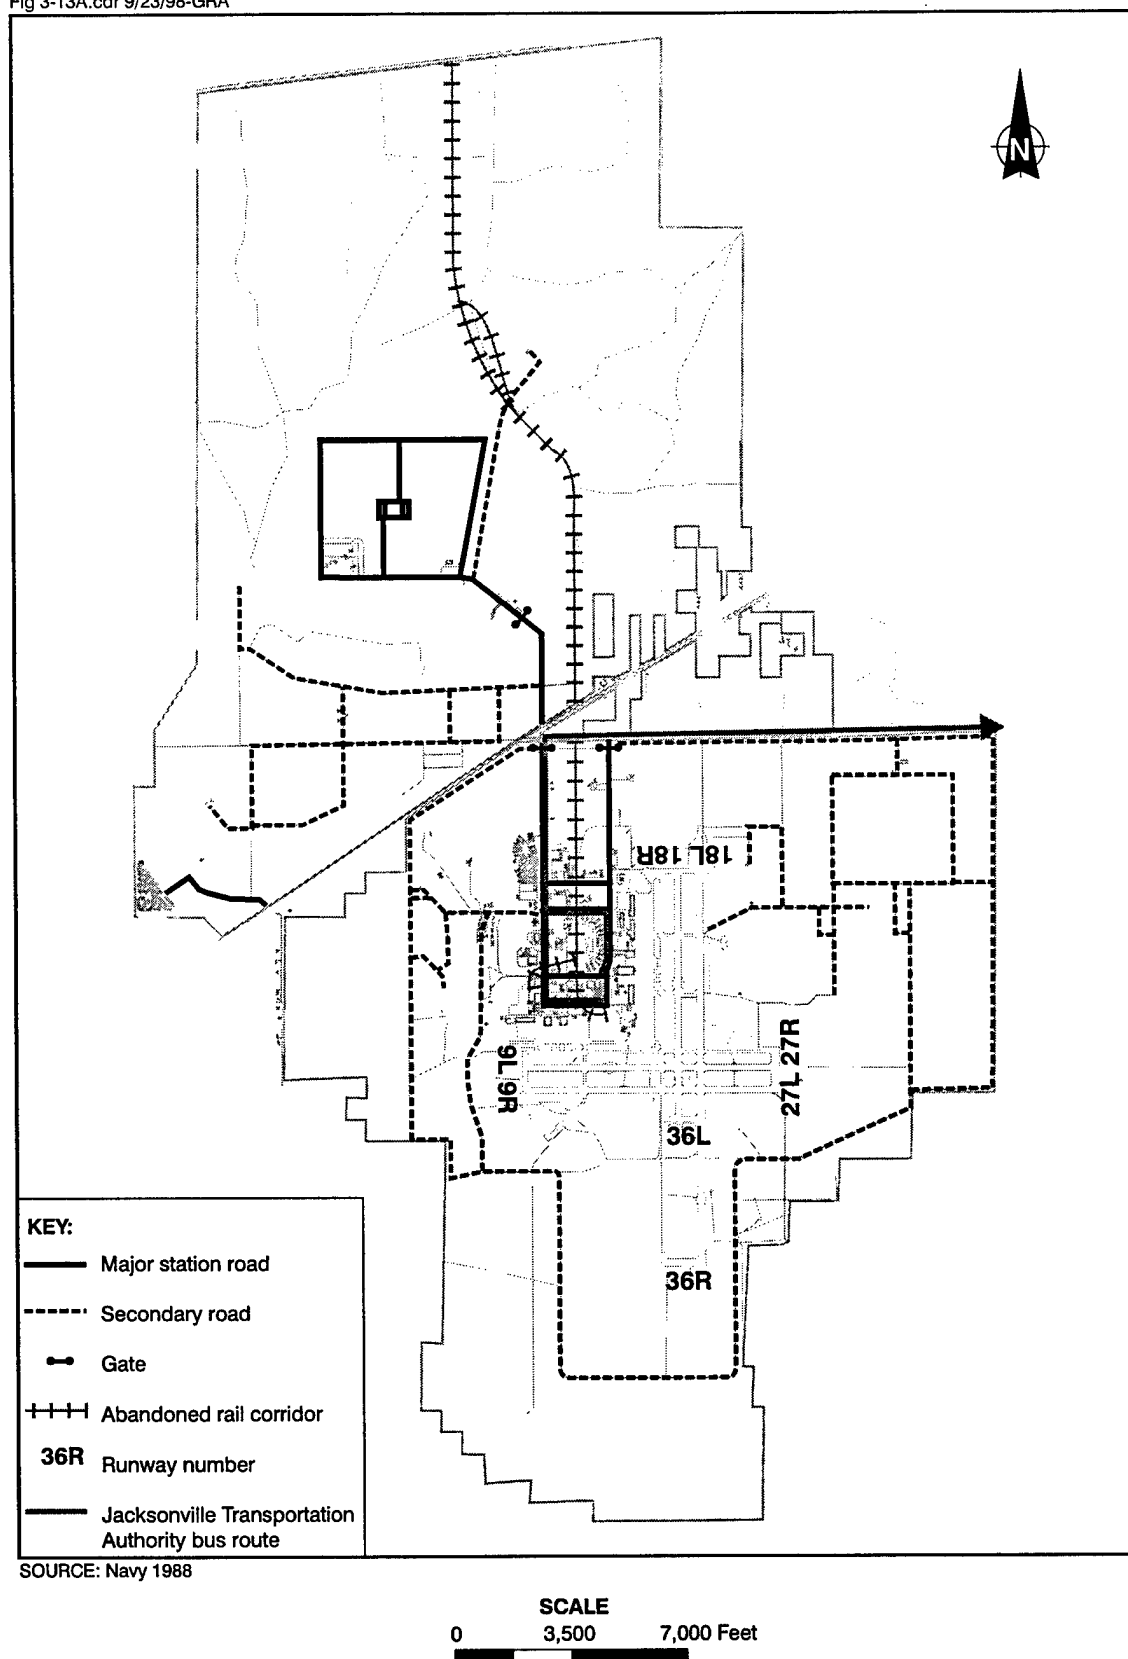 Fig 3-13A.cdr 9/23/98-GRA
N
18L 18R
9L 9R
27L 27R
36L
36R
KEY:
Major station road
Secondary road
Gate
Abandoned rail corridor
36R Runway number
Jacksonville Transportation
Authority bus route
SOURCE: Navy 1988
SCALE
0 3,500 7,000 Feet